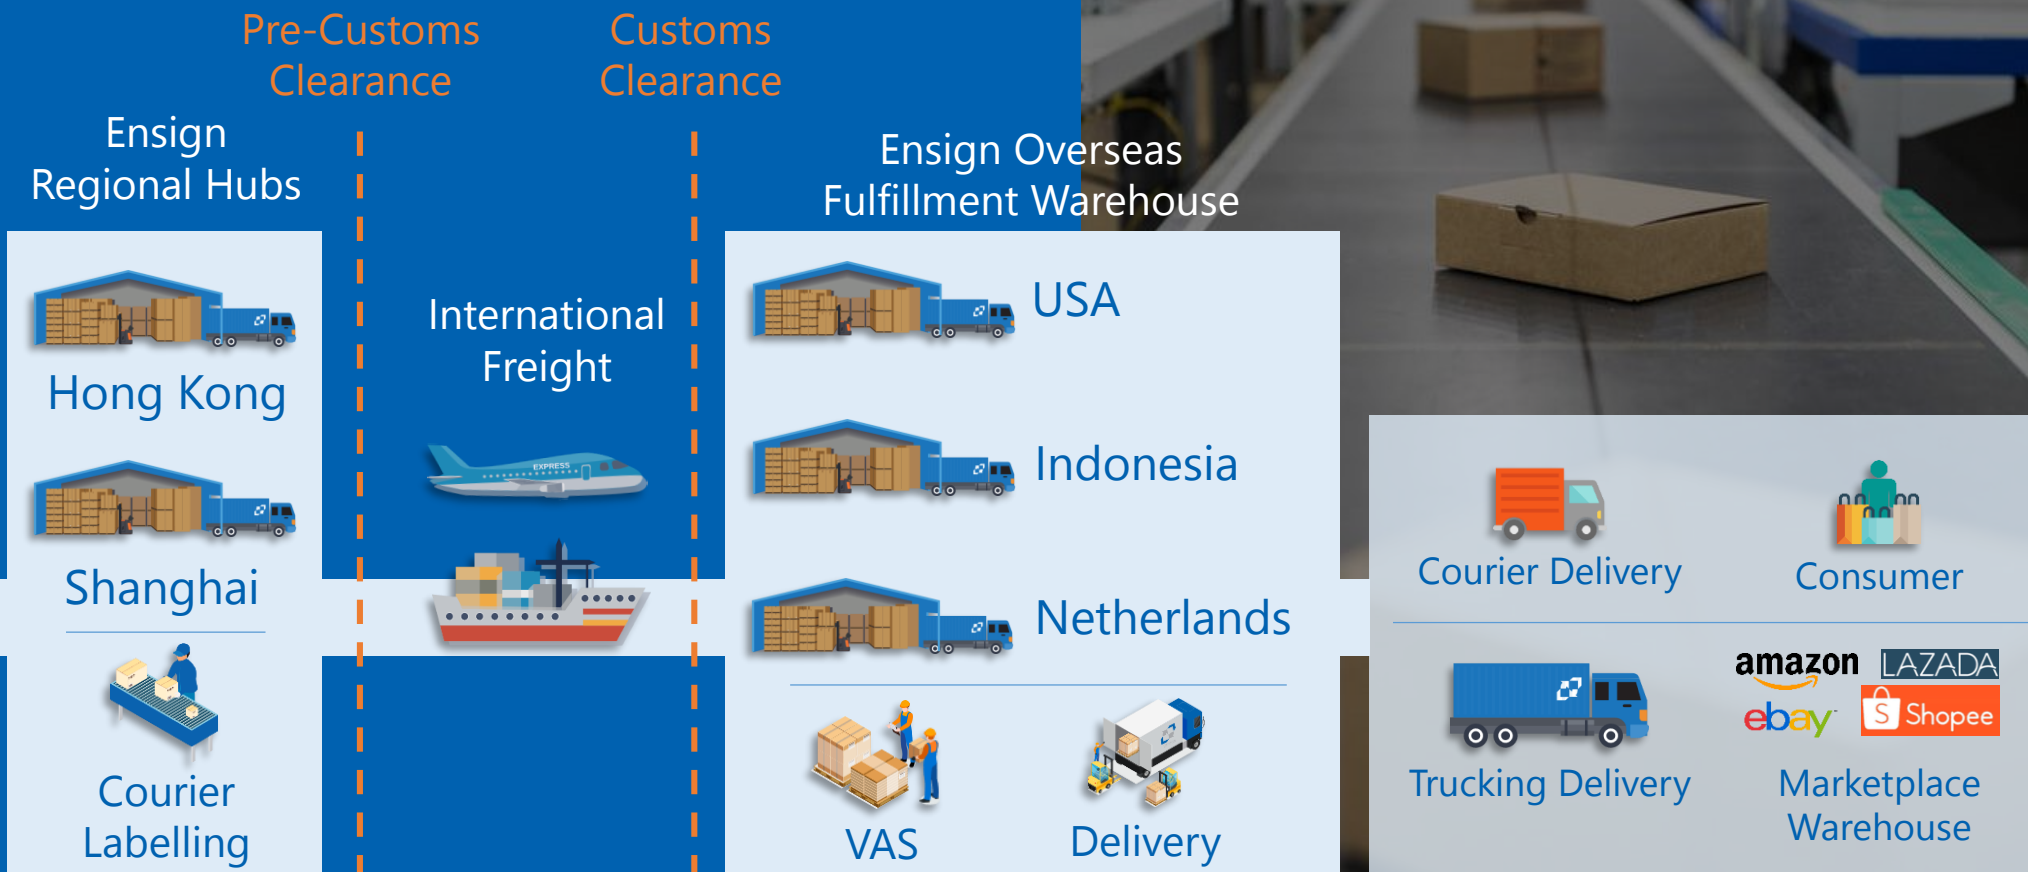 Pre-Customs
Clearance
Customs
Clearance
Ensign
Regional Hubs
Hong Kong
Shanghai
Courier
Labelling
International
Freight
EXPRESS
Ensign Overseas
Fulfillment Warehouse
USA
Indonesia
Netherlands
VAS
Delivery
Courier Delivery
Consumer
Trucking Delivery
amazon
LAZADA
ebay
S Shopee
Marketplace
Warehouse